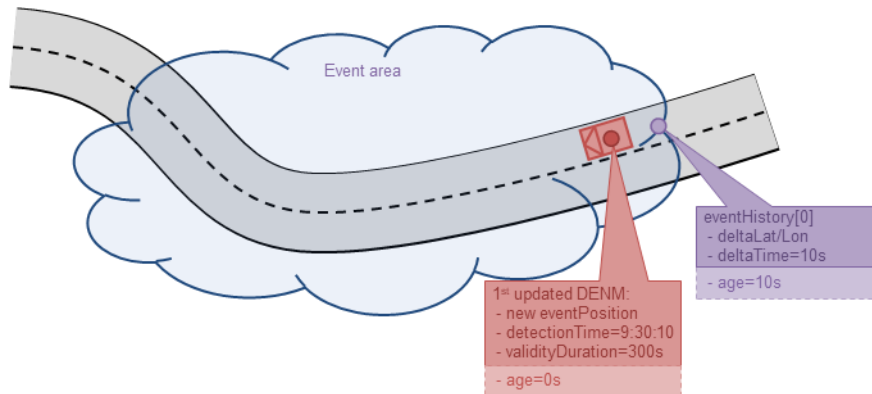 Event area
eventHistory[0]
- deltaLat/Lon
- deltaTime=10s
- age=10s
1st updated DENM:
- new eventPosition
- detectionTime=9:30:10
- validityDuration=300s
- age=0s